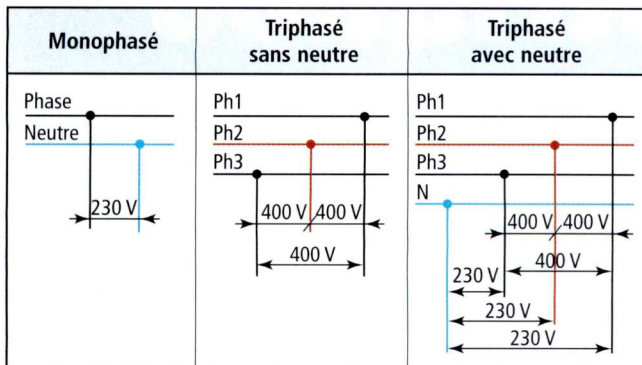 Monophasé
Triphasé
sans neutre
Triphasé
avec neutre
Phase
Neutre
230 V
Ph1
Ph2
Ph3
400 V 400 V
400 V
Ph1
Ph2
Ph3
N
400 V 400 V
400 V
230 V
230 V
230 V